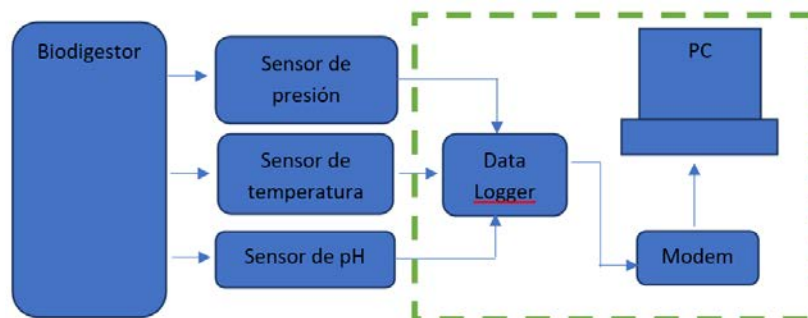 Biodigestor
Sensor de
presión
Sensor de
temperatura
Sensor de pH
Data
Logger
PC
Modem